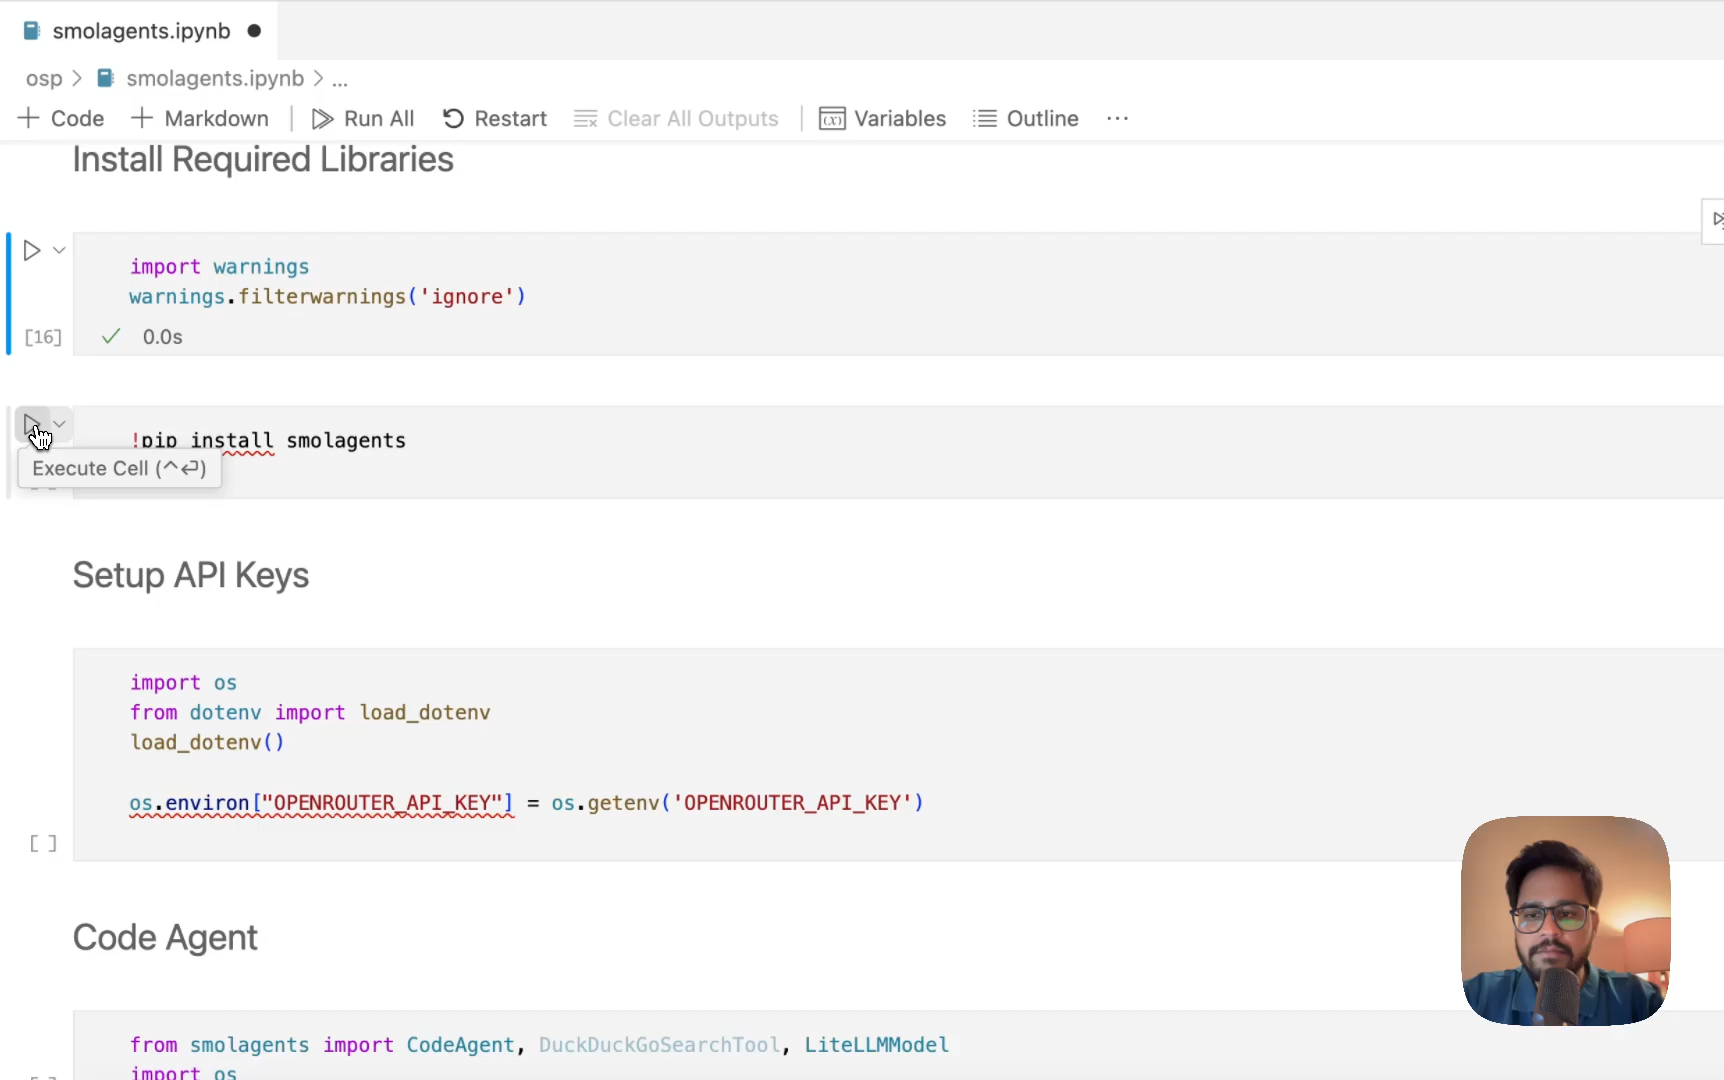 smolagents.ipynb
osp > smolagents.ipynb > ...
Code Markdown Run All Restart Clear All Outputs Variables Outline ...
Install Required Libraries
import warnings
warnings.filterwarnings('ignore')
[16] 0.0s
!pip install smolagents
Execute Cell (^⏎)
Setup API Keys
import os
from dotenv import load_dotenv
load_dotenv()
os.environ["OPENROUTER_API_KEY"] = os.getenv('OPENROUTER_API_KEY')
[ ]
Code Agent
from smolagents import CodeAgent, DuckDuckGoSearchTool, LiteLLMModel
import os